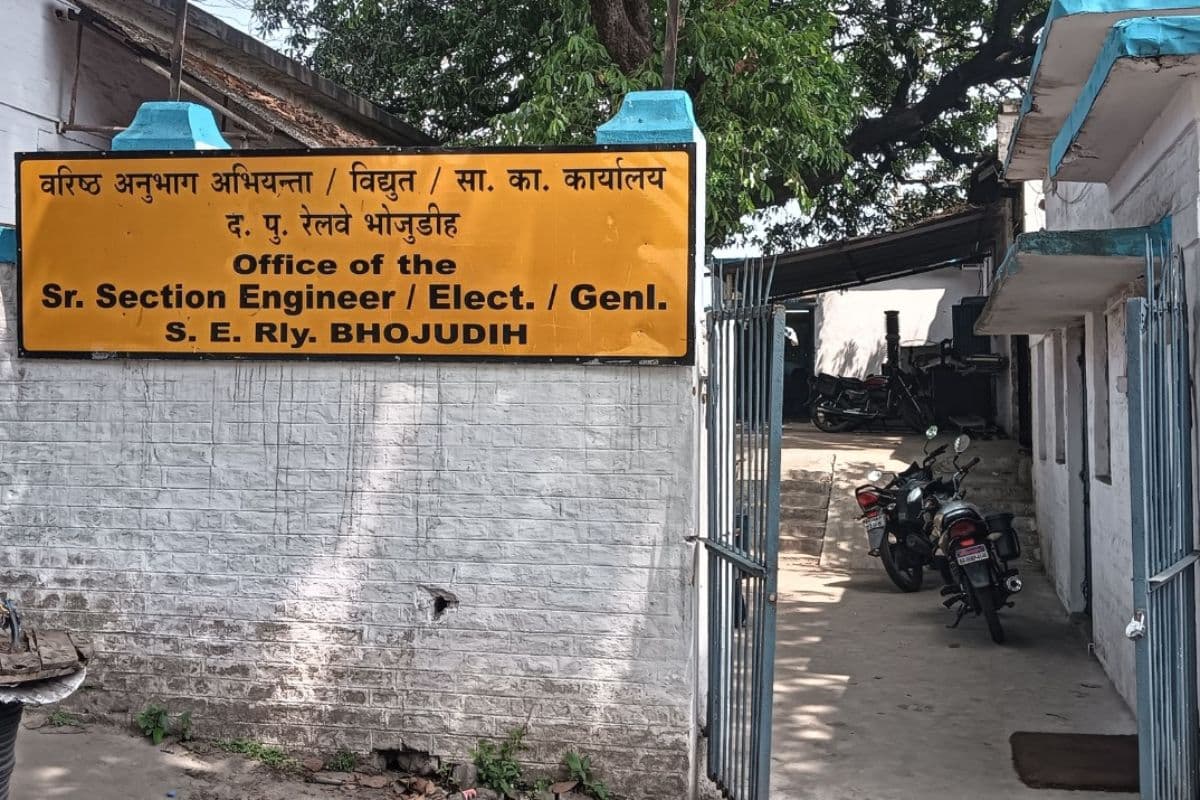 वरिष्ठ अनुभाग अभियन्ता / विद्युत / सा. का. कार्यालय
द. पु. रेलवे भोजुडीह
Office of the
Sr. Section Engineer / Elect. / Genl.
S. E. Rly. BHOJUDIH